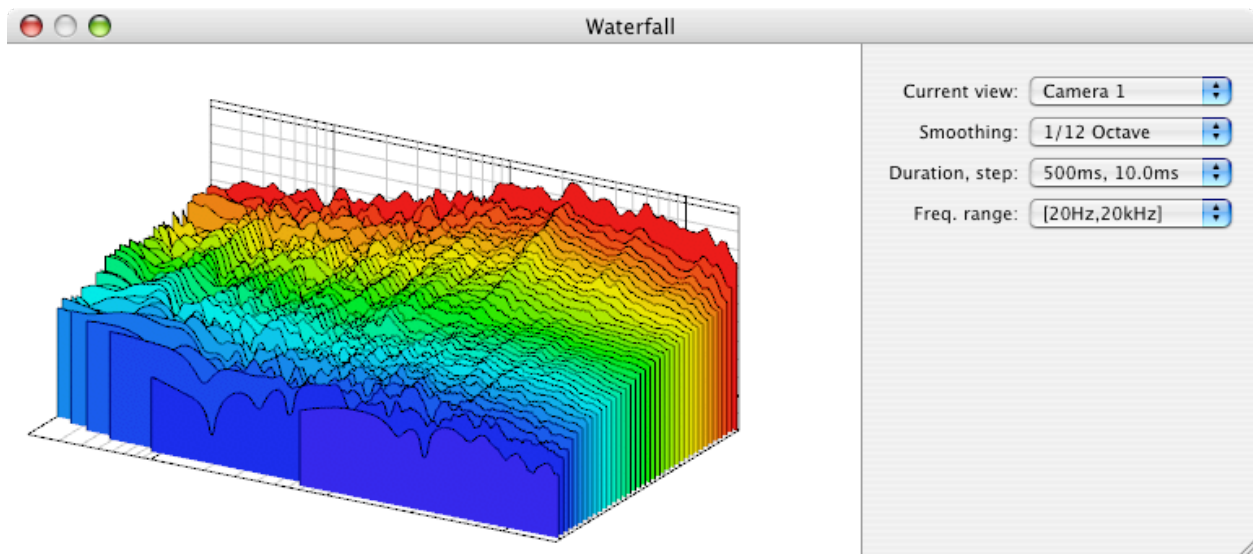 Waterfall
Current view: Camera 1
Smoothing: 1/12 Octave
Duration, step: 500ms, 10.0ms
Freq. range: [20Hz,20kHz]